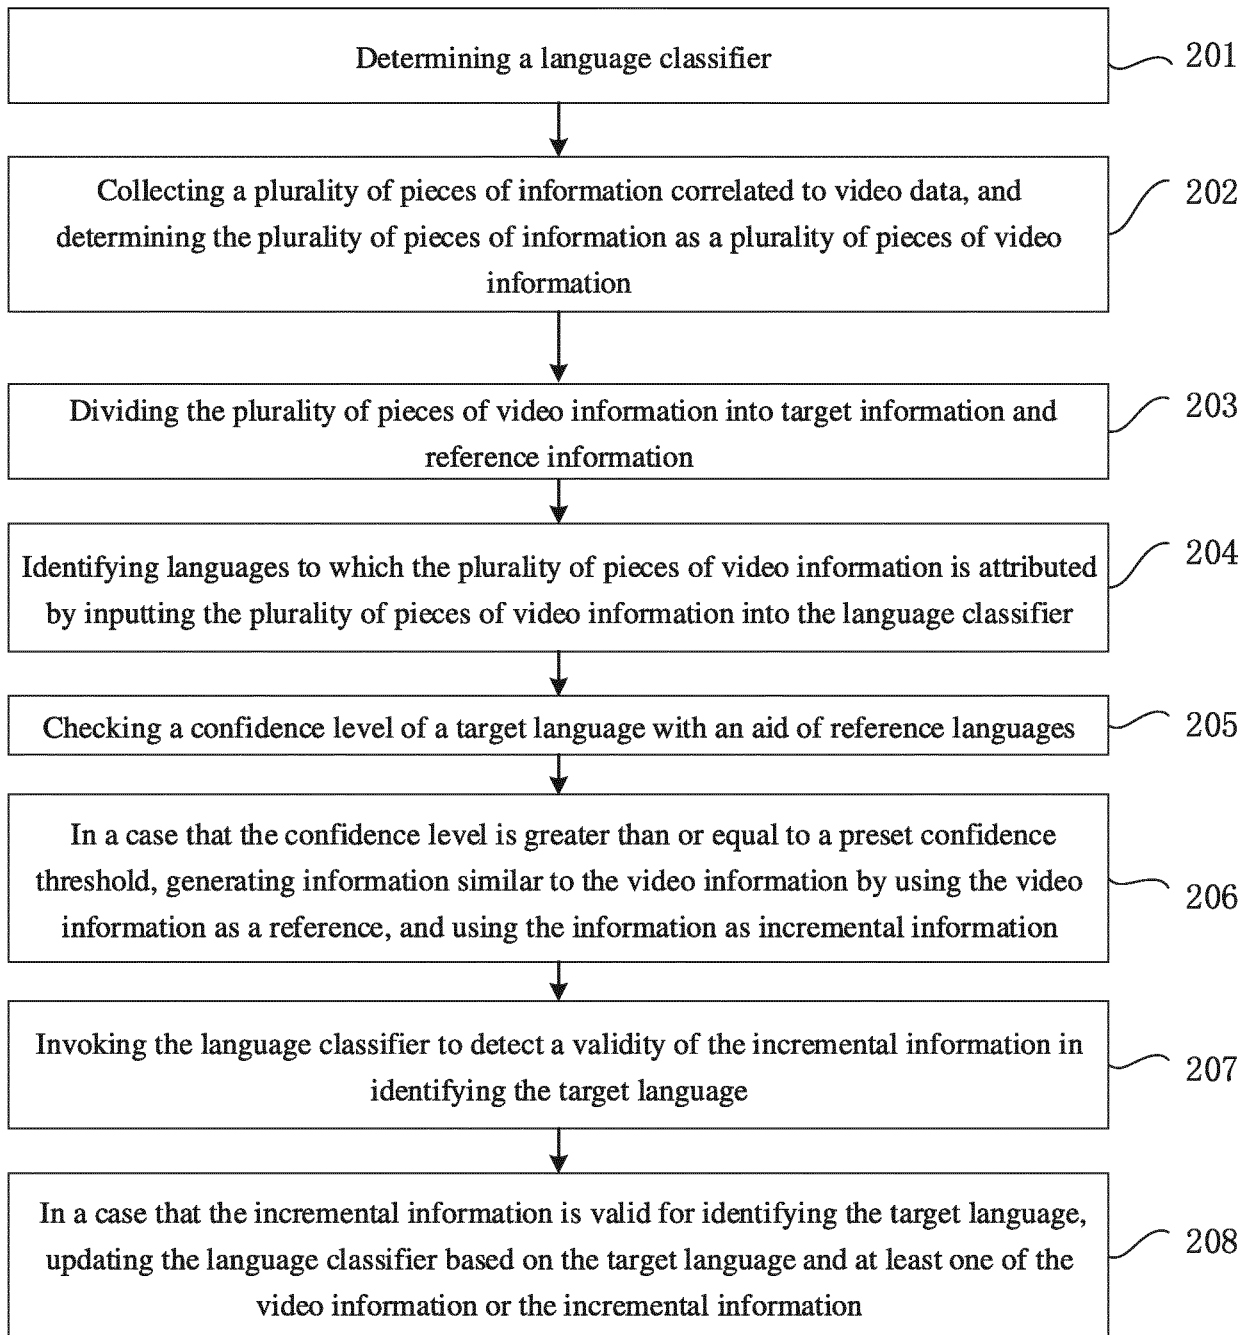 Determining a language classifier
201
Collecting a plurality of pieces of information correlated to video data, and
determining the plurality of pieces of information as a plurality of pieces of video
information
202
Dividing the plurality of pieces of video information into target information and
reference information
203
Identifying languages to which the plurality of pieces of video information is attributed
by inputting the plurality of pieces of video information into the language classifier
204
Checking a confidence level of a target language with an aid of reference languages
205
In a case that the confidence level is greater than or equal to a preset confidence
threshold, generating information similar to the video information by using the video
information as a reference, and using the information as incremental information
206
Invoking the language classifier to detect a validity of the incremental information in
identifying the target language
207
In a case that the incremental information is valid for identifying the target language,
updating the language classifier based on the target language and at least one of the
video information or the incremental information
208